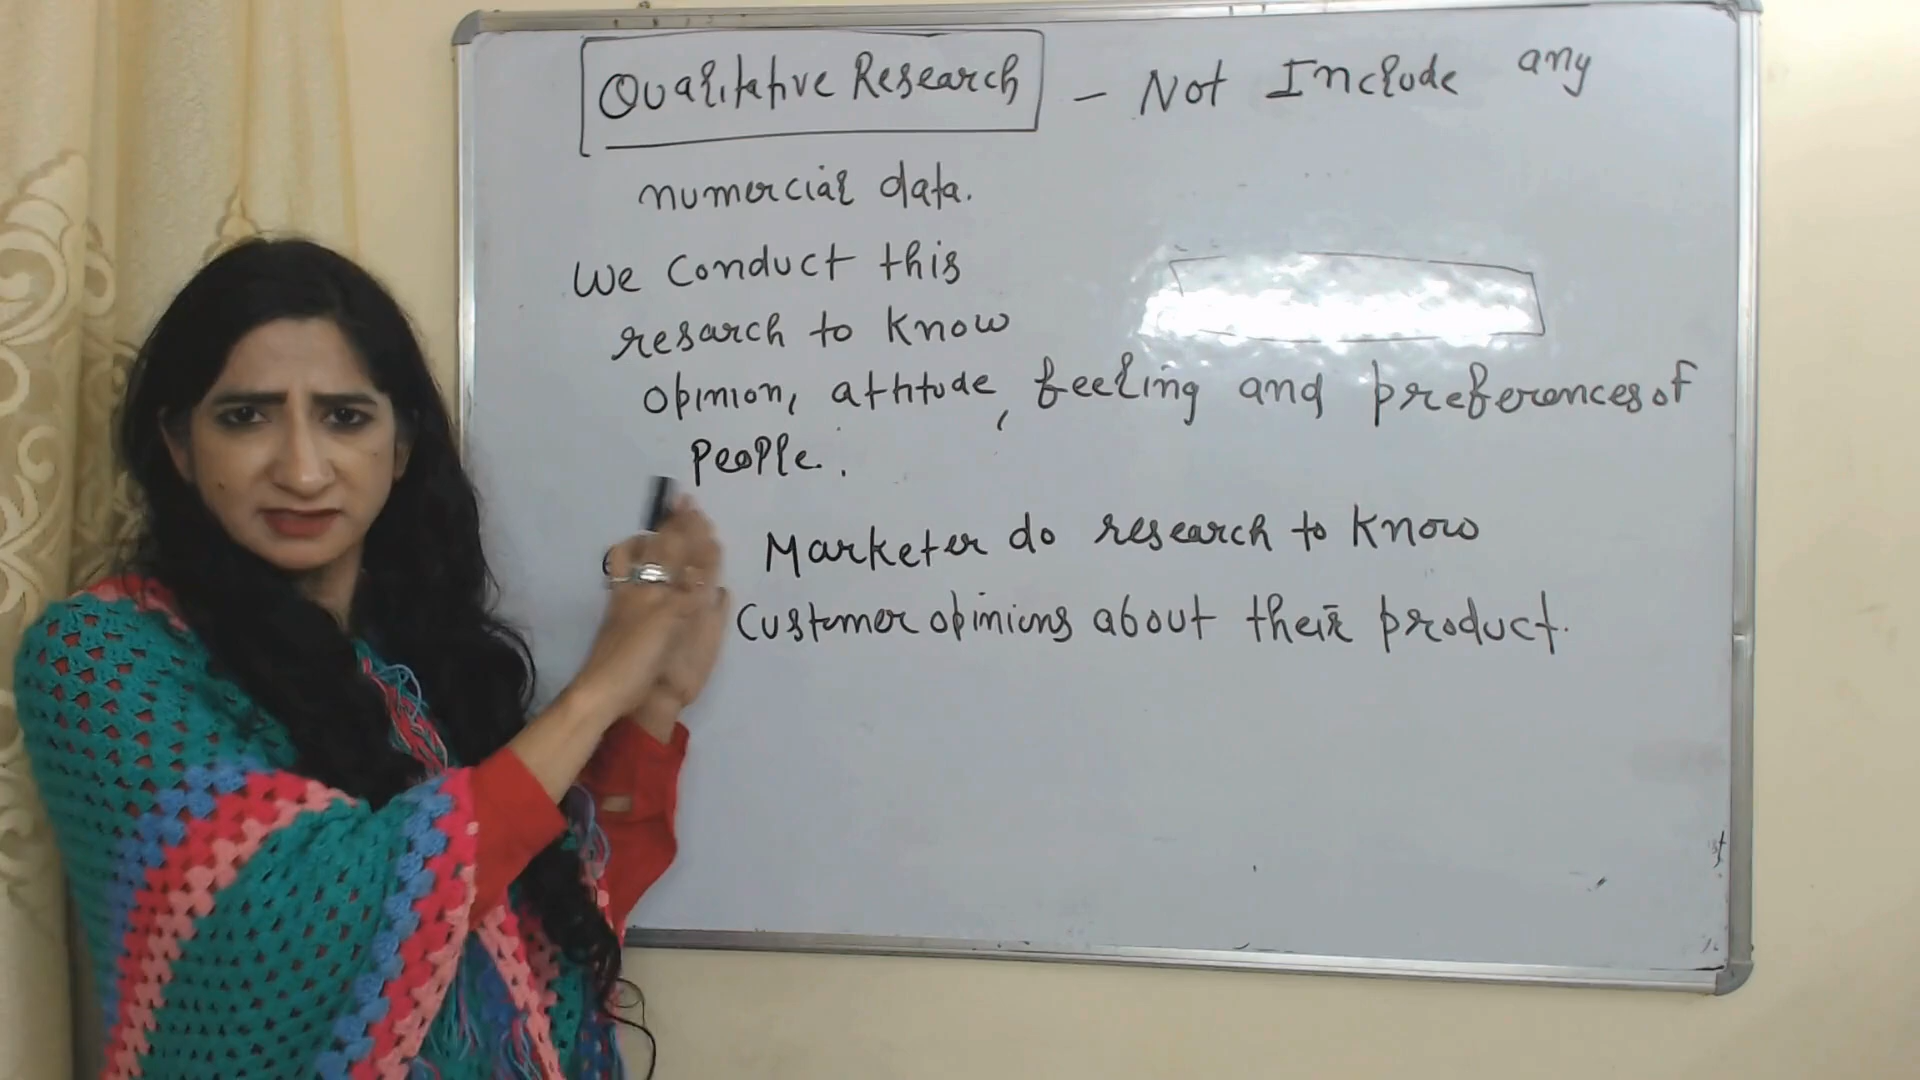 Qualitative Research - Not Include any
numercial data.
We conduct this
resarch to know
opinion, attitude, feeling and preferences of
People.
Marketer do research to know
Customer opinions about their product.